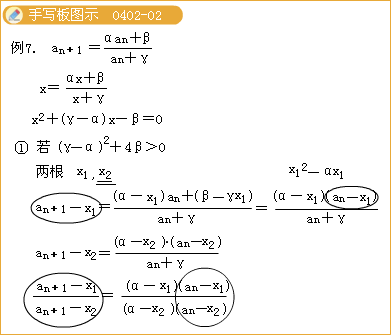 手写板图示 0402-02
例7. an+1 = (αan+β)/(an+γ)
x= (αx+β)/(x+γ)
x²+(γ-α)x-β=0
① 若 (γ-α)²+4β>0
两根 x₁,x₂ x₁²-αx₁
an+1-x₁= ((α-x₁)an+(β-γx₁))/(an+γ) = ((α-x₁)(an-x₁))/(an+γ)
an+1-x₂= ((α-x₂)·(an-x₂))/(an+γ)
(an+1-x₁)/(an+1-x₂) = ((α-x₁)(an-x₁))/((α-x₂)(an-x₂))